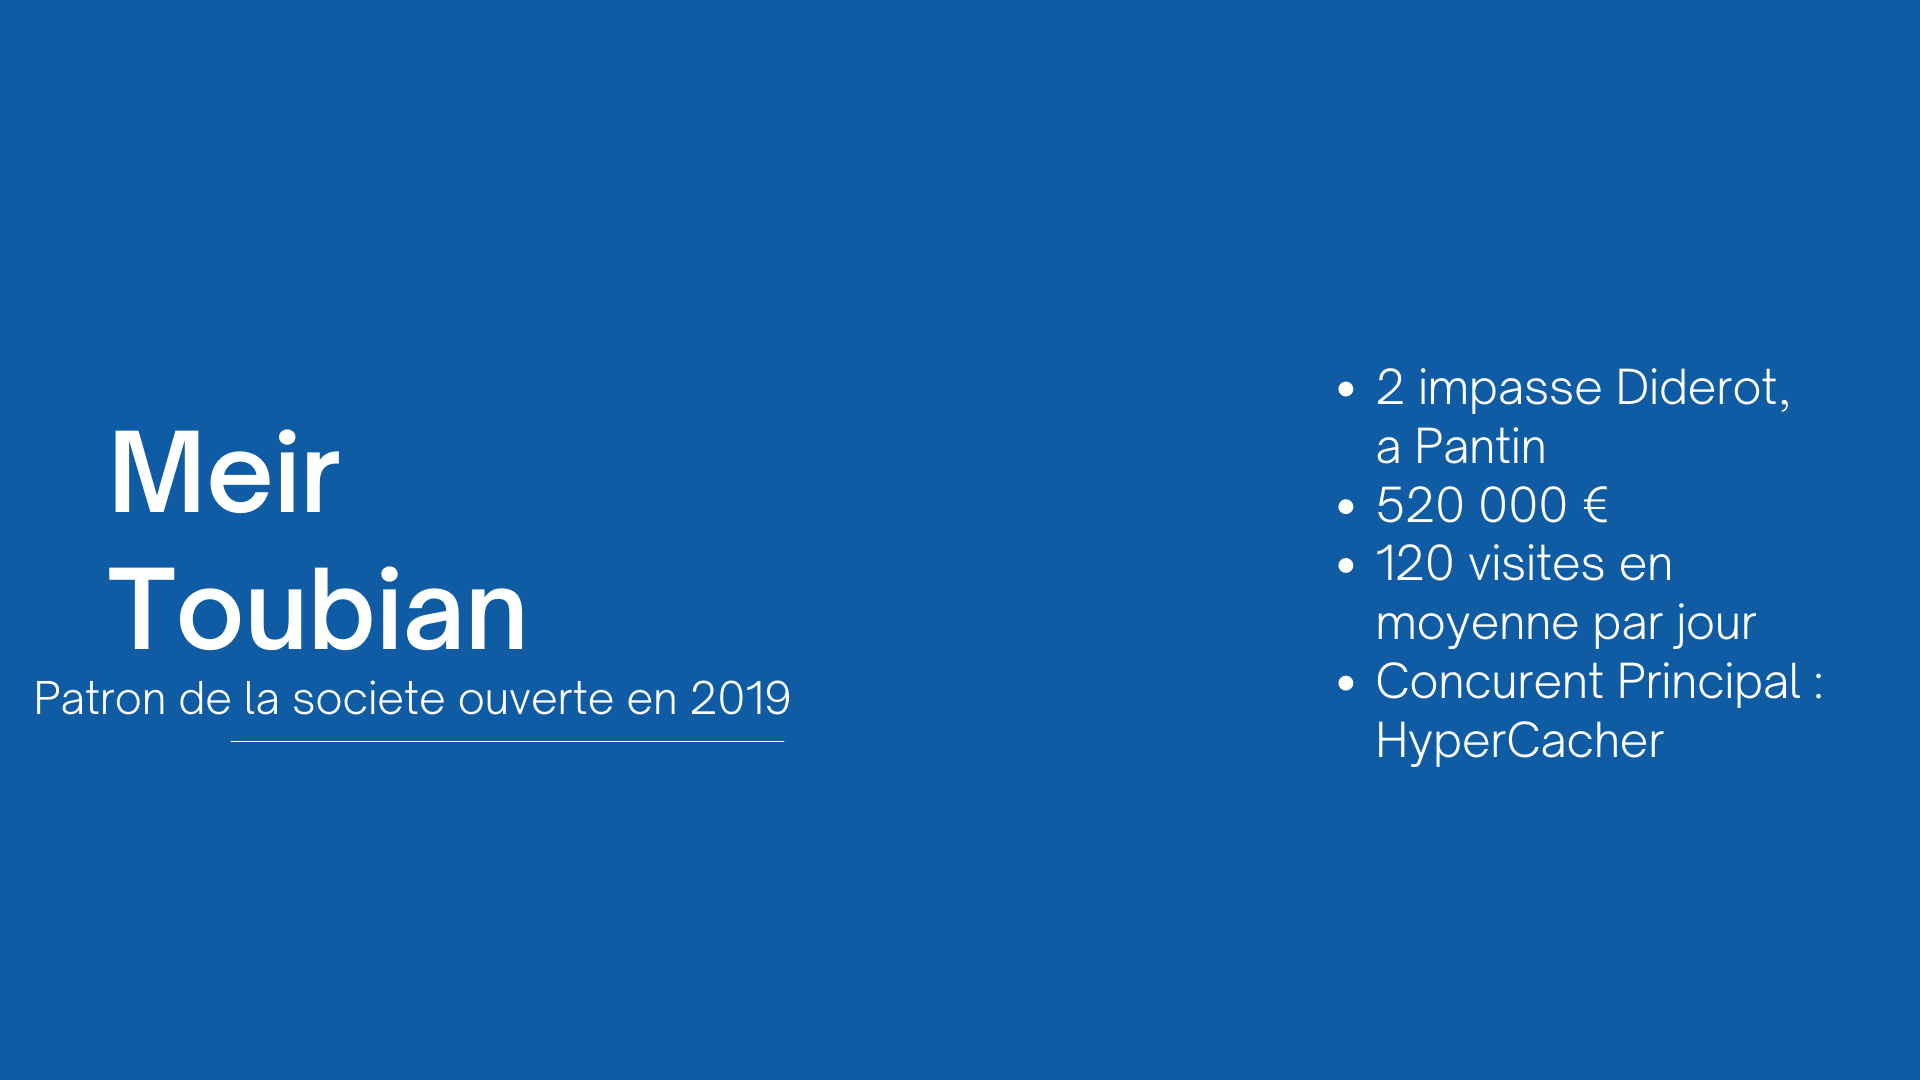 Meir
Toubian
Patron de la societe ouverte en 2019
• 2 impasse Diderot,
a Pantin
• 520 000 €
• 120 visites en
moyenne par jour
• Concurent Principal :
HyperCacher